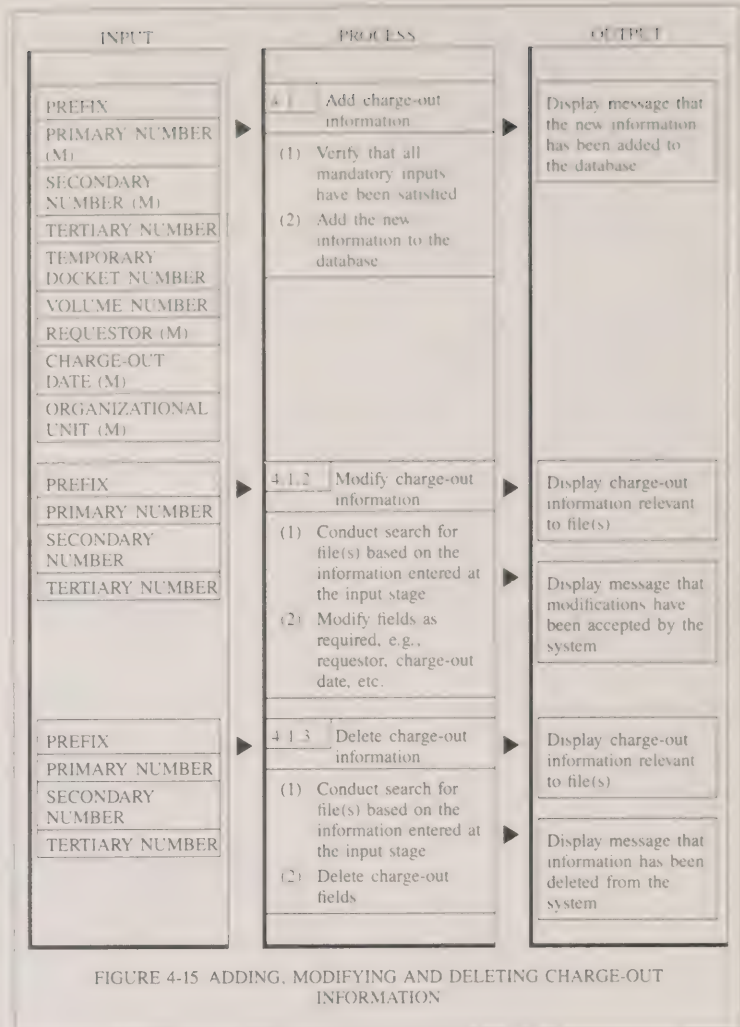 INPUT
PROCESS
OUTPUT
PREFIX
PRIMARY NUMBER
(M)
SECONDARY
NUMBER (M)
TERTIARY NUMBER
TEMPORARY
DOCKET NUMBER
VOLUME NUMBER
REQUESTOR (M)
CHARGE-OUT
DATE (M)
ORGANIZATIONAL
UNIT (M)
4.1 Add charge-out
information
(1) Verify that all
mandatory inputs
have been satisfied
(2) Add the new
information to the
database
Display message that
the new information
has been added to
the database
PREFIX
PRIMARY NUMBER
SECONDARY
NUMBER
TERTIARY NUMBER
4.1.2 Modify charge-out
information
(1) Conduct search for
file(s) based on the
information entered at
the input stage
(2) Modify fields as
required, e.g.,
requestor, charge-out
date, etc.
Display charge-out
information relevant
to file(s)
Display message that
modifications have
been accepted by the
system
PREFIX
PRIMARY NUMBER
SECONDARY
NUMBER
TERTIARY NUMBER
4.1.3 Delete charge-out
information
(1) Conduct search for
file(s) based on the
information entered at
the input stage
(2) Delete charge-out
fields
Display charge-out
information relevant
to file(s)
Display message that
information has been
deleted from the
system
FIGURE 4-15 ADDING, MODIFYING AND DELETING CHARGE-OUT
INFORMATION